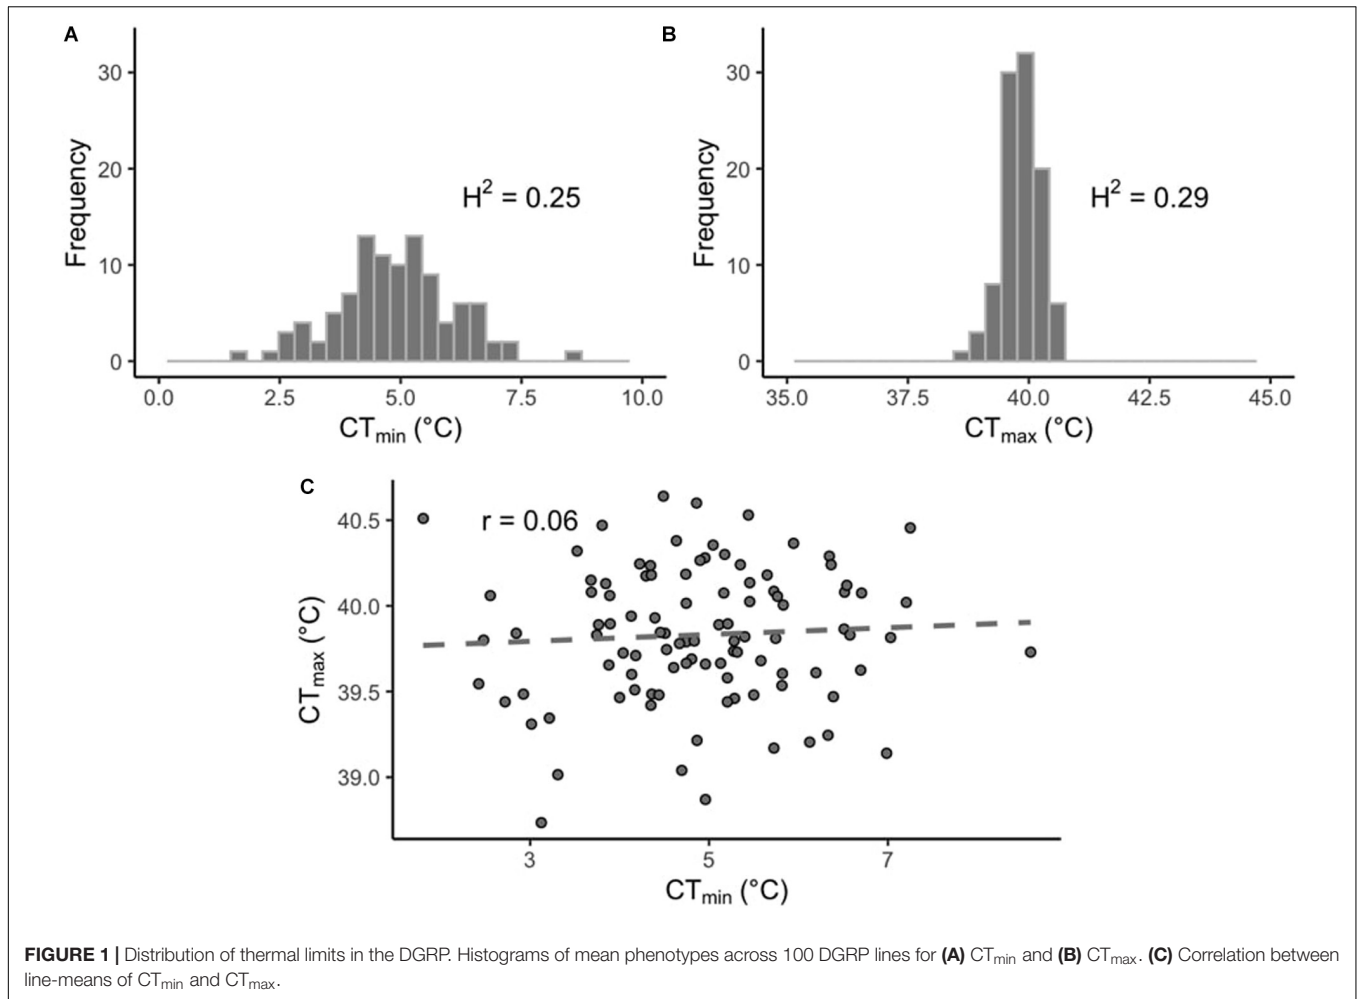 A
Frequency
30
20
10
0
H² = 0.25
0.0 2.5 5.0 7.5 10.0
CTmin (°C)
B
Frequency
30
20
10
0
H² = 0.29
35.0 37.5 40.0 42.5 45.0
CTmax (°C)
C
CTmax (°C)
40.5
40.0
39.5
39.0
r = 0.06
3 5 7
CTmin (°C)
FIGURE 1 | Distribution of thermal limits in the DGRP. Histograms of mean phenotypes across 100 DGRP lines for (A) CTmin and (B) CTmax. (C) Correlation between
line-means of CTmin and CTmax.